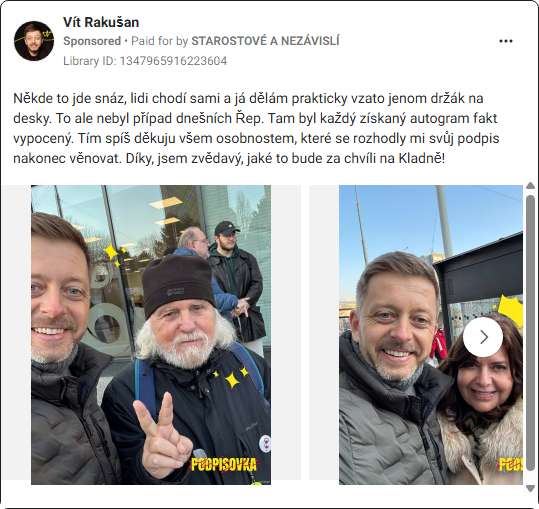 Vít Rakušan
Sponsored • Paid for by STAROSTOVÉ A NEZÁVISLÍ
Library ID: 1347965916223604
Někde to jde snáz, lidi chodí sami a já dělám prakticky vzato jenom držák na
desky. To ale nebyl případ dnešních Řep. Tam byl každý získaný autogram fakt
vypocený. Tím spíš děkuju všem osobnostem, které se rozhodly mi svůj podpis
nakonec věnovat. Díky, jsem zvědavý, jaké to bude za chvíli na Kladně!
PODPISOVKA
PODPIS